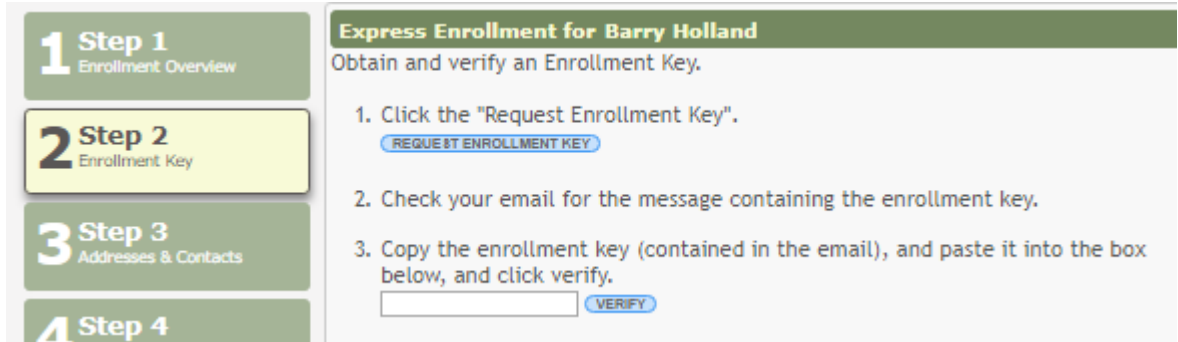 1 Step 1
Enrollment Overview
2 Step 2
Enrollment Key
3 Step 3
Addresses & Contacts
4 Step 4
Express Enrollment for Barry Holland
Obtain and verify an Enrollment Key.
1. Click the "Request Enrollment Key".
REQUEST ENROLLMENT KEY
2. Check your email for the message containing the enrollment key.
3. Copy the enrollment key (contained in the email), and paste it into the box
below, and click verify.
VERIFY